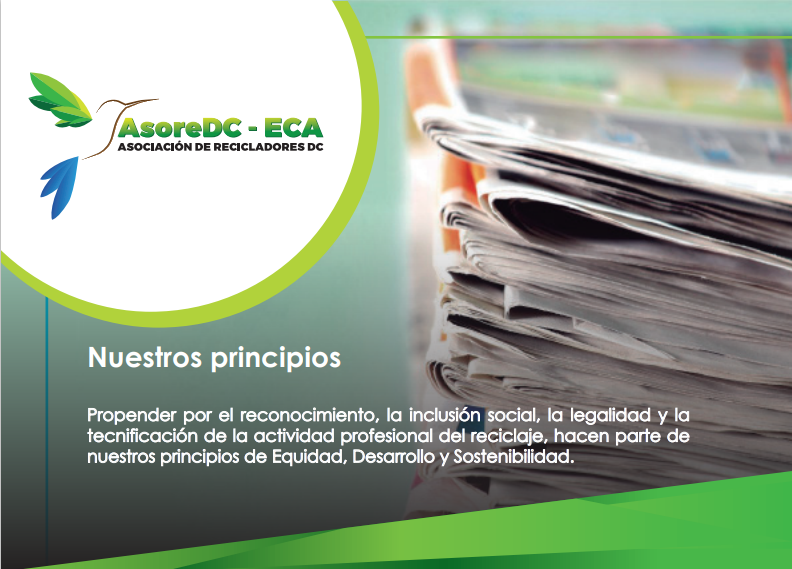 AsoreDC - ECA
ASOCIACIÓN DE RECICLADORES DC
Nuestros principios
Propender por el reconocimiento, la inclusión social, la legalidad y la
tecnificación de la actividad profesional del reciclaje, hacen parte de
nuestros principios de Equidad, Desarrollo y Sostenibilidad.